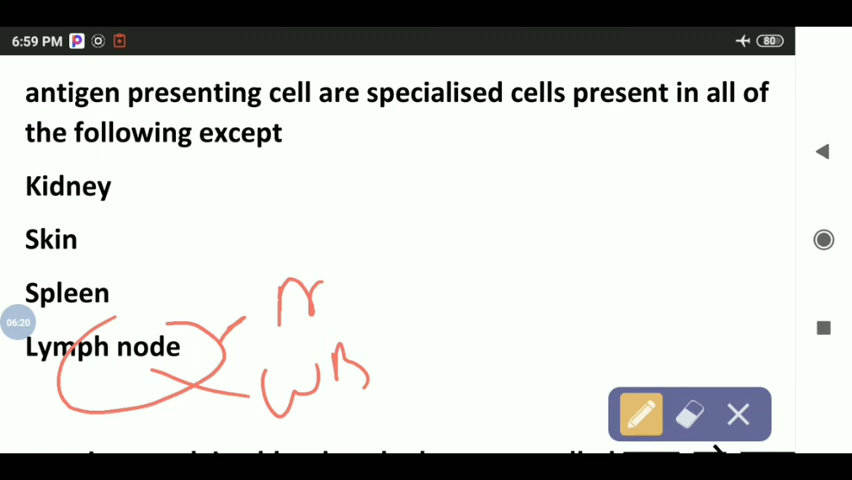 6:59 PM
80
antigen presenting cell are specialised cells present in all of
the following except
Kidney
Skin
Spleen
06:20
Lymph node